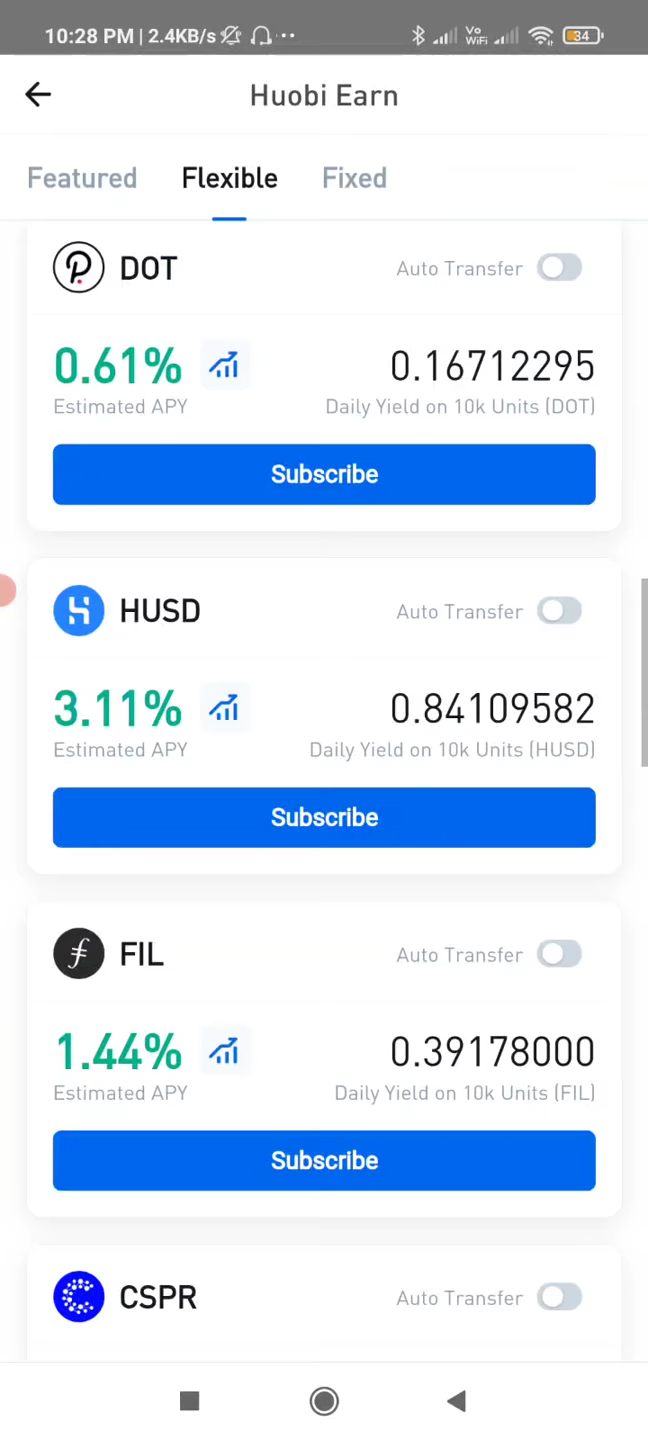 10:28 PM | 2.4KB/s
Vo
WiFi
34
Huobi Earn
Featured
Flexible
Fixed
DOT
Auto Transfer
0.61%
0.16712295
Estimated APY
Daily Yield on 10k Units (DOT)
Subscribe
HUSD
Auto Transfer
3.11%
0.84109582
Estimated APY
Daily Yield on 10k Units (HUSD)
Subscribe
FIL
Auto Transfer
1.44%
0.39178000
Estimated APY
Daily Yield on 10k Units (FIL)
Subscribe
CSPR
Auto Transfer